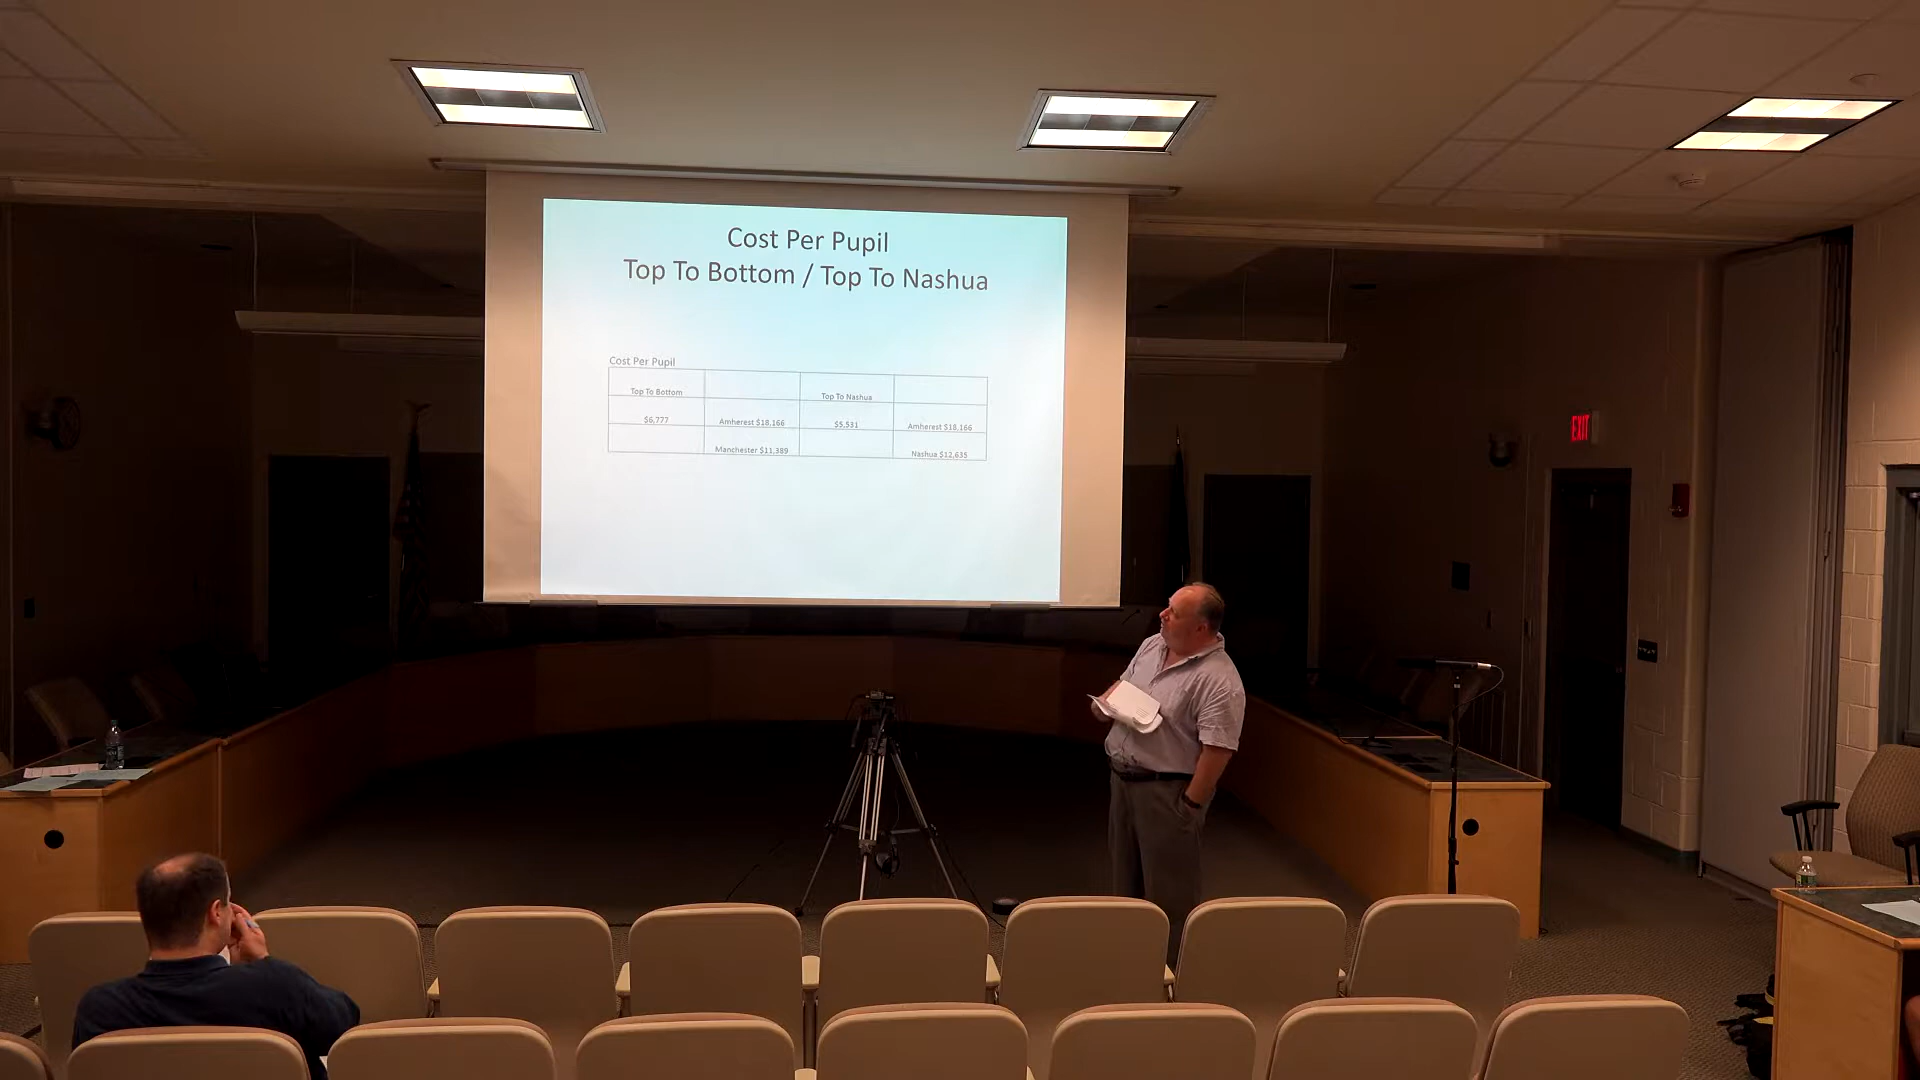 Cost Per Pupil
Top To Bottom / Top To Nashua
Cost Per Pupil
Top To Bottom Top To Nashua
$6,777 Amherest $18,166 $5,531 Amherest $18,166
Manchester $11,389 Nashua $12,635
EXIT